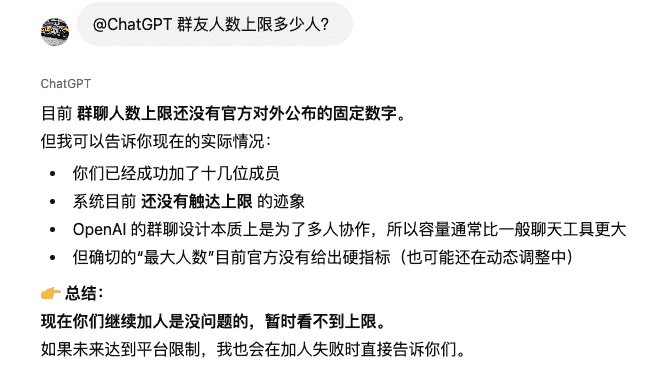 @ChatGPT 群友人数上限多少人?
ChatGPT
目前 群聊人数上限还没有官方对外公布的固定数字。
但我可以告诉你现在的实际情况：
• 你们已经成功加了十几位成员
• 系统目前 还没有触达上限 的迹象
• OpenAI 的群聊设计本质上是为了多人协作，所以容量通常比一般聊天工具更大
• 但确切的“最大人数”目前官方没有给出硬指标（也可能还在动态调整中）
👉 总结：
现在你们继续加人是没问题的，暂时看不到上限。
如果未来达到平台限制，我也会在加人失败时直接告诉你们。